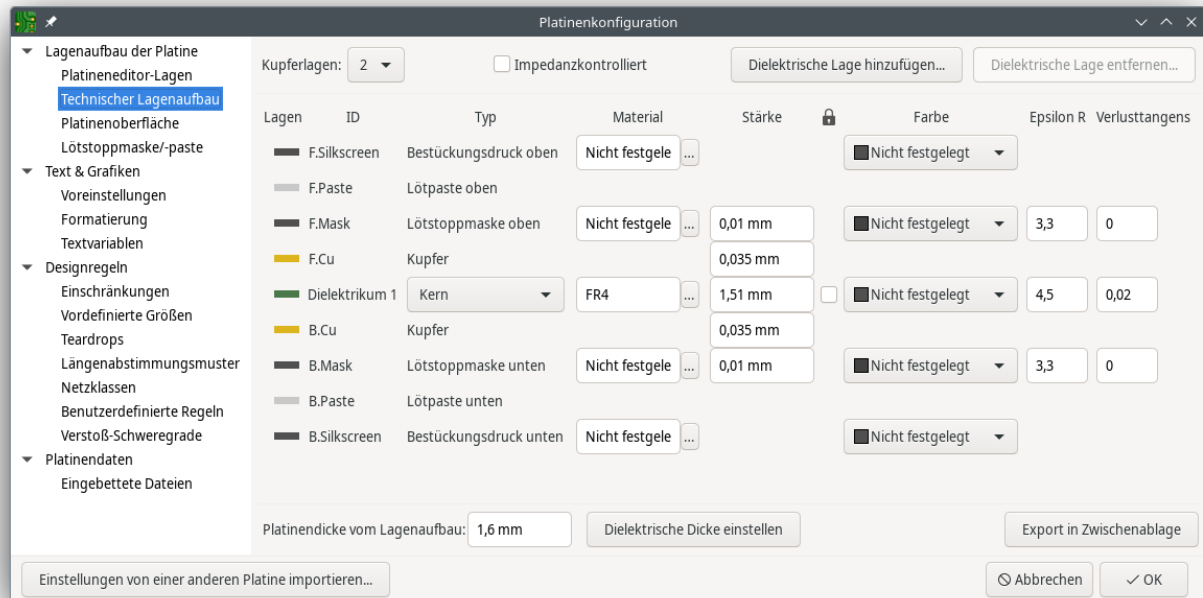 Platinenkonfiguration
Lagenaufbau der Platine
Platineneditor-Lagen
Technischer Lagenaufbau
Platinenoberfläche
Lötstoppmaske/-paste
Text & Grafiken
Voreinstellungen
Formatierung
Textvariablen
Designregeln
Einschränkungen
Vordefinierte Größen
Teardrops
Längenabstimmungsmuster
Netzklassen
Benutzerdefinierte Regeln
Verstoß-Schweregrade
Platinendaten
Eingebettete Dateien
Kupferlagen: 2 Impedanzkontrolliert Dielektrische Lage hinzufügen... Dielektrische Lage entfernen...
Lagen ID Typ Material Stärke Farbe Epsilon R Verlusttangens
F.Silkscreen Bestückungsdruck oben Nicht festgele ... Nicht festgelegt
F.Paste Lötpaste oben
F.Mask Lötstoppmaske oben Nicht festgele ... 0,01 mm Nicht festgelegt 3,3 0
F.Cu Kupfer 0,035 mm
Dielektrikum 1 Kern FR4 ... 1,51 mm Nicht festgelegt 4,5 0,02
B.Cu Kupfer 0,035 mm
B.Mask Lötstoppmaske unten Nicht festgele ... 0,01 mm Nicht festgelegt 3,3 0
B.Paste Lötpaste unten
B.Silkscreen Bestückungsdruck unten Nicht festgele ... Nicht festgelegt
Platinendicke vom Lagenaufbau: 1,6 mm Dielektrische Dicke einstellen Export in Zwischenablage
Einstellungen von einer anderen Platine importieren... Abbrechen OK